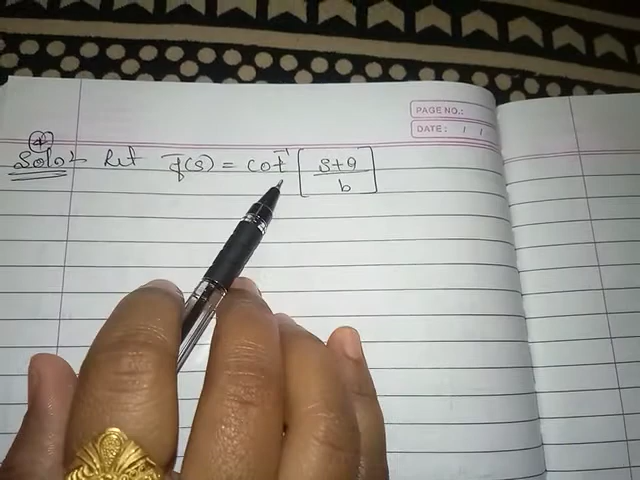 PAGE NO.:
DATE: / /
(4)
Soln:- Let f̄(s) = cot⁻¹ [ s+a / b ]